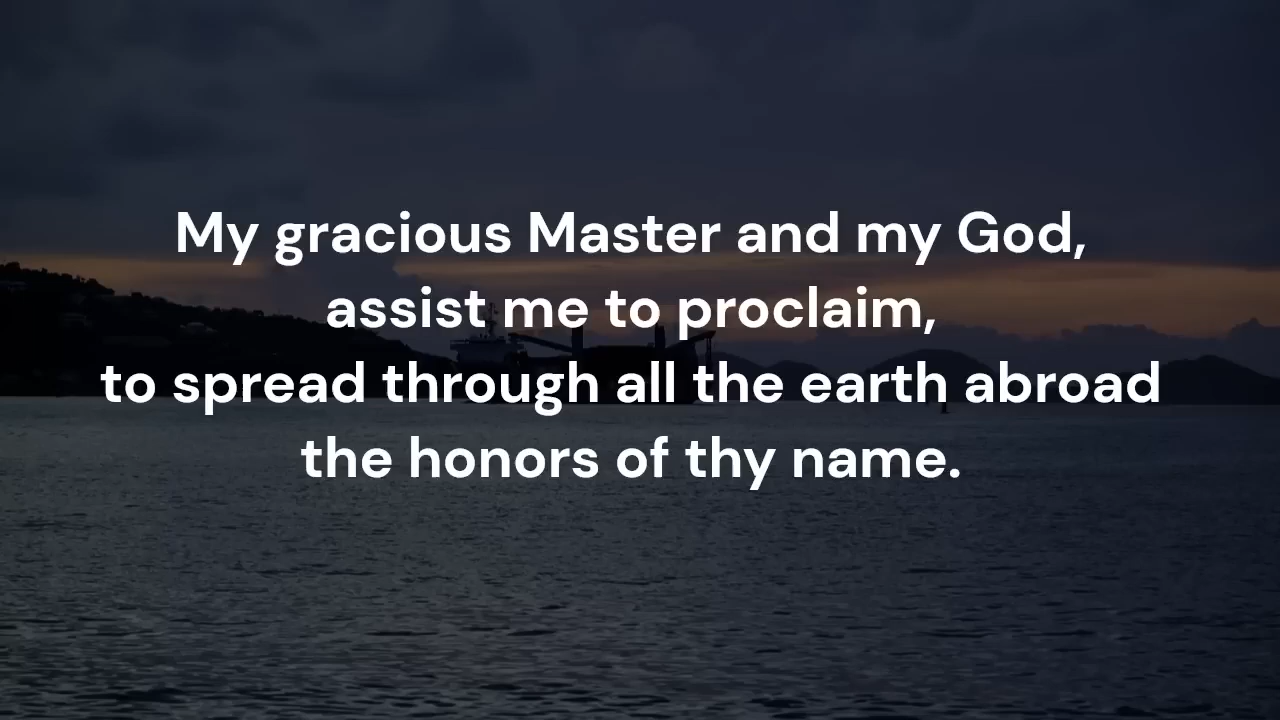 My gracious Master and my God,
assist me to proclaim,
to spread through all the earth abroad
the honors of thy name.